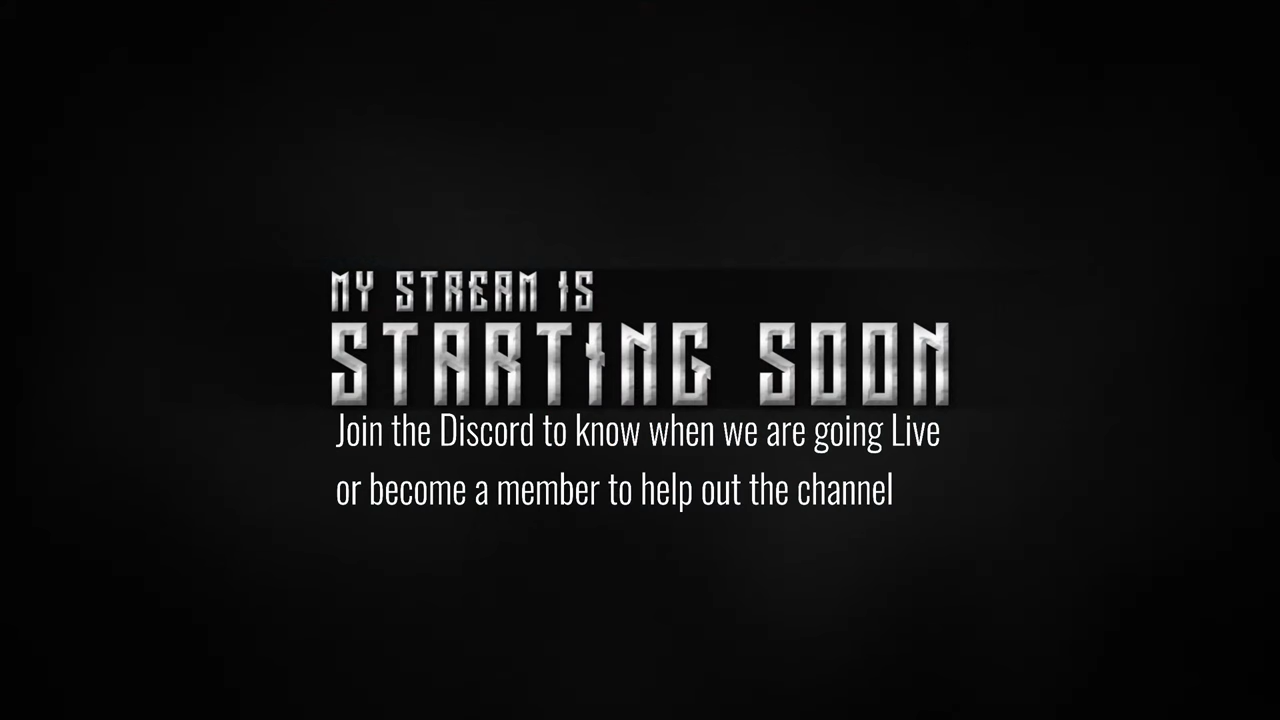 MY STREAM IS
STARTING SOON
Join the Discord to know when we are going Live
or become a member to help out the channel